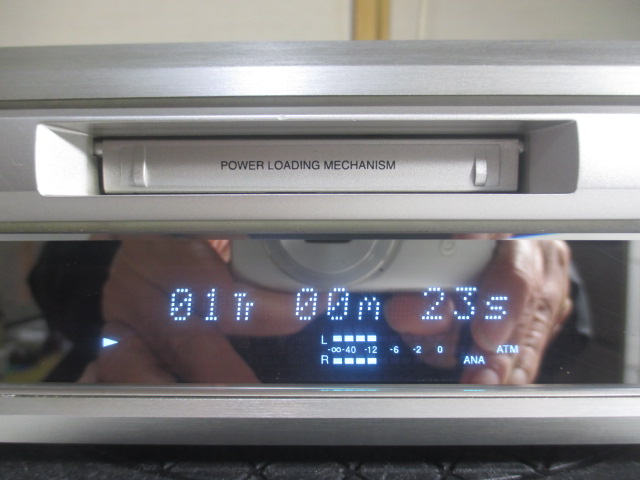 POWER LOADING MECHANISM
01Tr 00m 23s
L
-∞ -40 -12 -6 -2 0 ATM
R ANA